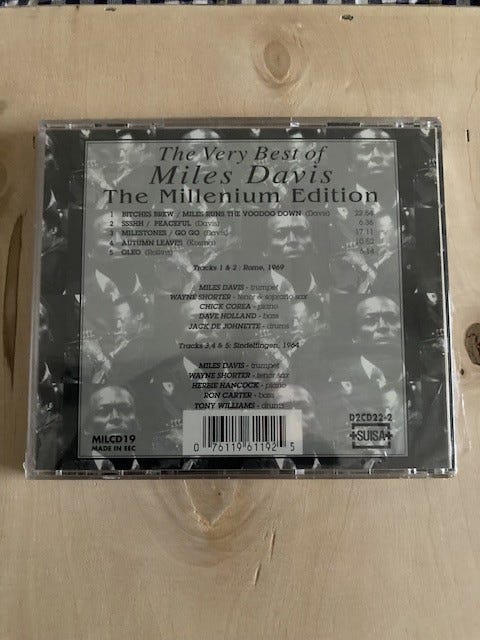 The Very Best of
Miles Davis
The Millenium Edition
1 BITCHES BREW / MILES RUNS THE VOODOO DOWN (Davis) 22.54
2 SSSHH / PEACEFUL (Davis) 6.36
3 MILESTONES / GO GO (Davis) 17.11
4 AUTUMN LEAVES (Kosma) 10.52
5 OLEO (Rollins) 5.14
Tracks 1 & 2 : Rome, 1969
MILES DAVIS - trumpet
WAYNE SHORTER - tenor & soprano sax
CHICK COREA - piano
DAVE HOLLAND - bass
JACK DE JOHNETTE - drums
Tracks 3,4 & 5: Sindelfingen, 1964
MILES DAVIS - trumpet
WAYNE SHORTER - tenor sax
HERBIE HANCOCK - piano
RON CARTER - bass
TONY WILLIAMS - drums
MILCD19
MADE IN EEC
0 76119 61192 5
D2CD22-2
SUISA